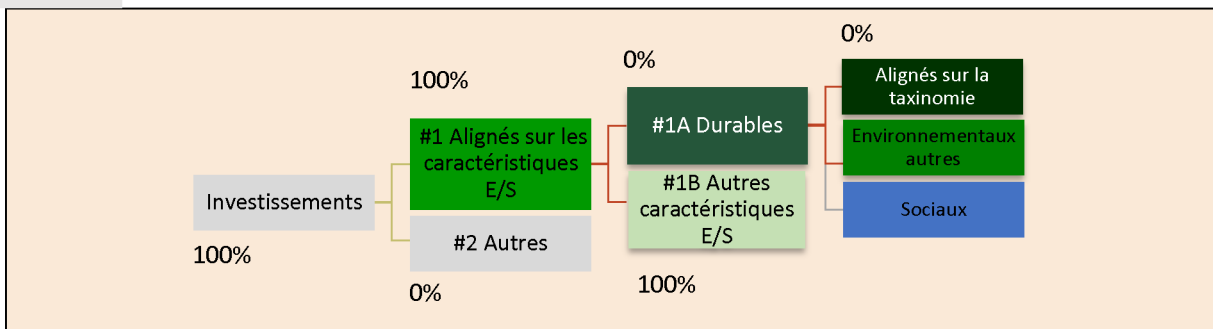 0%
Alignés sur la
taxinomie
0%
100%
#1A Durables
#1 Alignés sur les
caractéristiques
E/S
Environnementaux
autres
#1B Autres
caractéristiques
E/S
Investissements
Sociaux
#2 Autres
100%
0%
100%